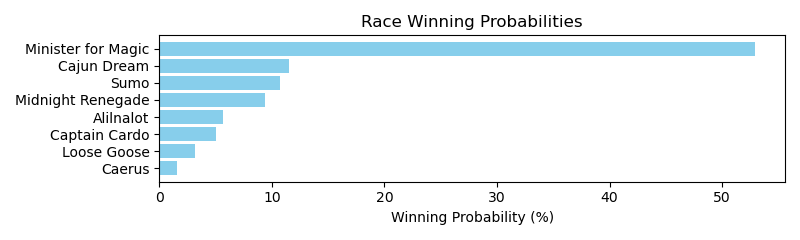 Race Winning Probabilities
Minister for Magic
Cajun Dream
Sumo
Midnight Renegade
Alilnalot
Captain Cardo
Loose Goose
Caerus
0 10 20 30 40 50
Winning Probability (%)